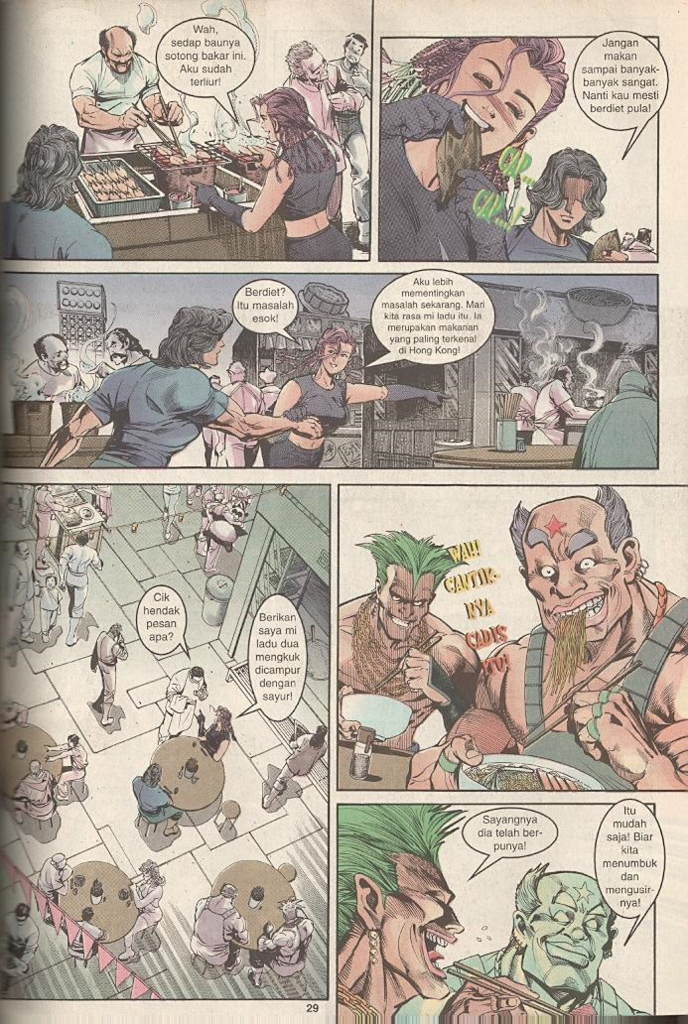 Wah,
sedap baunya
sotong bakar ini.
Aku sudah
terliur!
Jangan
makan
sampai banyak-
banyak sangat.
Nanti kau mesti
berdiet pula!
CAP...!
CAP...!
Berdiet?
Itu masalah
esok!
Aku lebih
mementingkan
masalah sekarang. Mari
kita rasa mi ladu itu. Ia
merupakan makanan
yang paling terkenal
di Hong Kong!
Cik
hendak
pesan
apa?
Berikan
saya mi
ladu dua
mengkuk
dicampur
dengan
sayur!
WAH!
CANTIK-
NYA
GADIS
ITU!
Sayangnya
dia telah ber-
punya!
Itu
mudah
saja! Biar
kita
menumbuk
dan
mengusir-
nya!
29